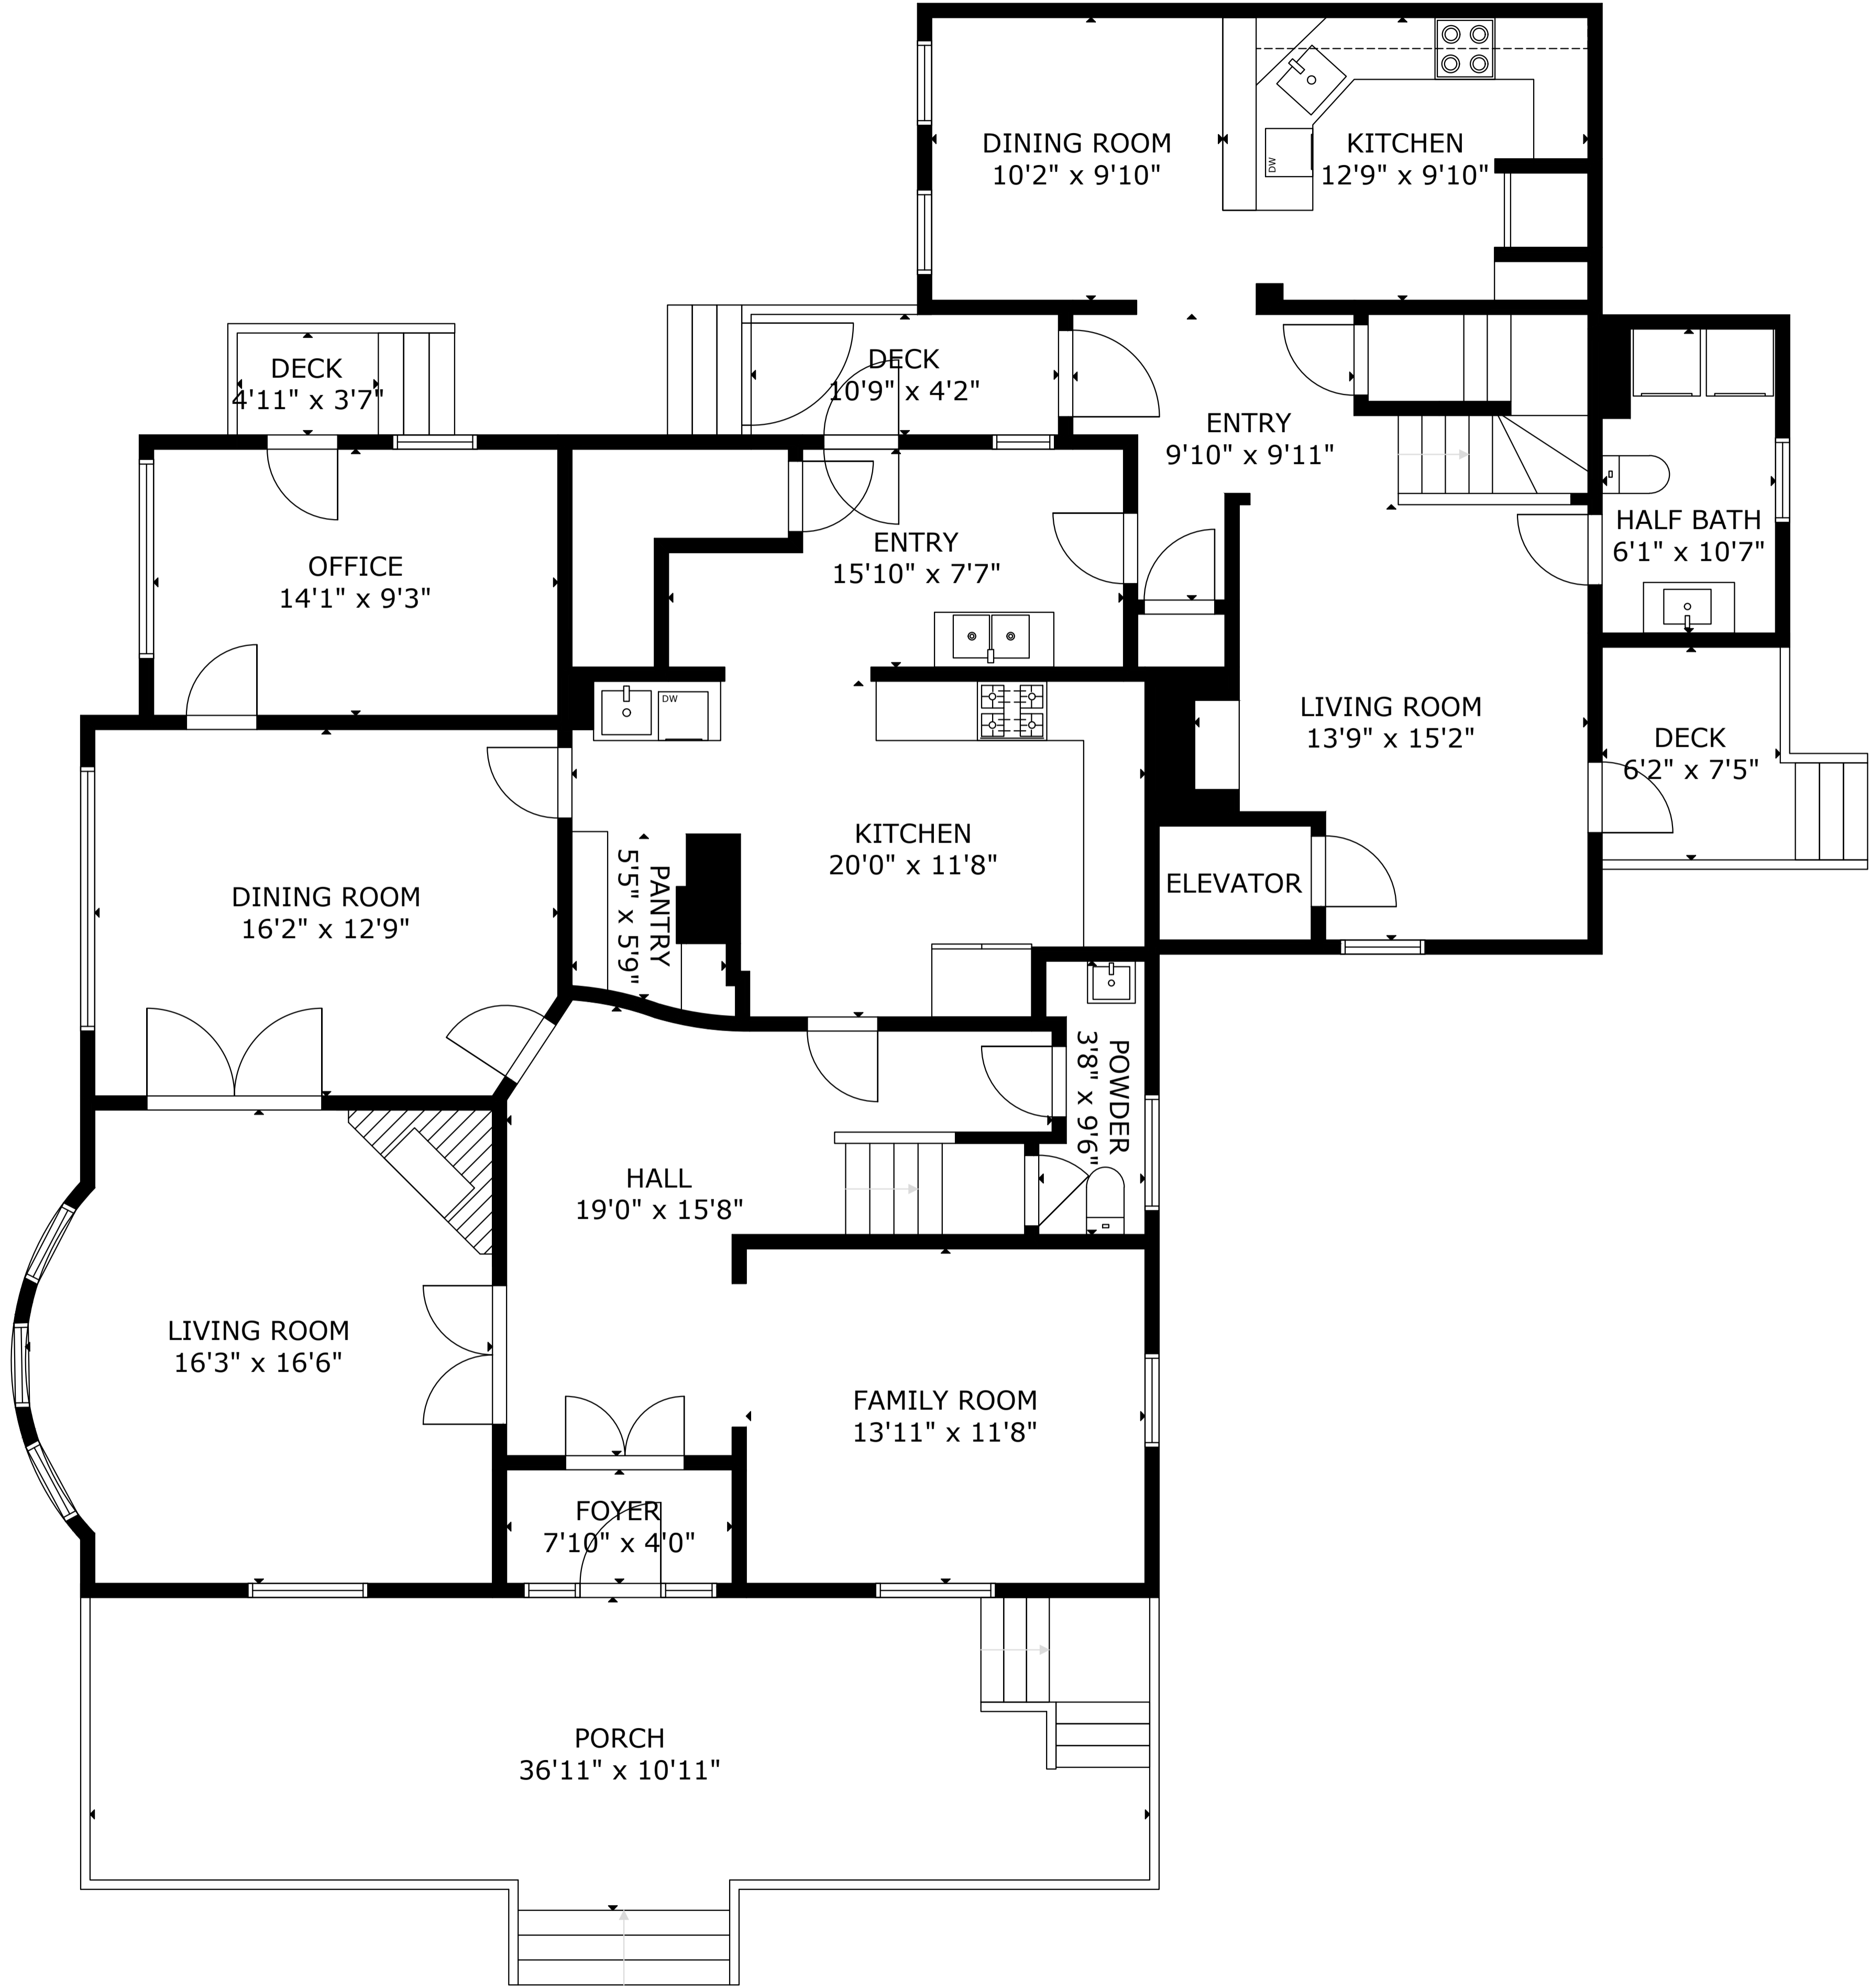 DINING ROOM
10'2" x 9'10"
DW
KITCHEN
12'9" x 9'10"
DECK
4'11" x 3'7"
DECK
10'9" x 4'2"
ENTRY
9'10" x 9'11"
HALF BATH
6'1" x 10'7"
OFFICE
14'1" x 9'3"
ENTRY
15'10" x 7'7"
DW
LIVING ROOM
13'9" x 15'2"
DECK
6'2" x 7'5"
KITCHEN
20'0" x 11'8"
PANTRY
5'5" x 5'9"
ELEVATOR
DINING ROOM
16'2" x 12'9"
POWDER
3'8" x 9'6"
HALL
19'0" x 15'8"
LIVING ROOM
16'3" x 16'6"
FAMILY ROOM
13'11" x 11'8"
FOYER
7'10" x 4'0"
PORCH
36'11" x 10'11"